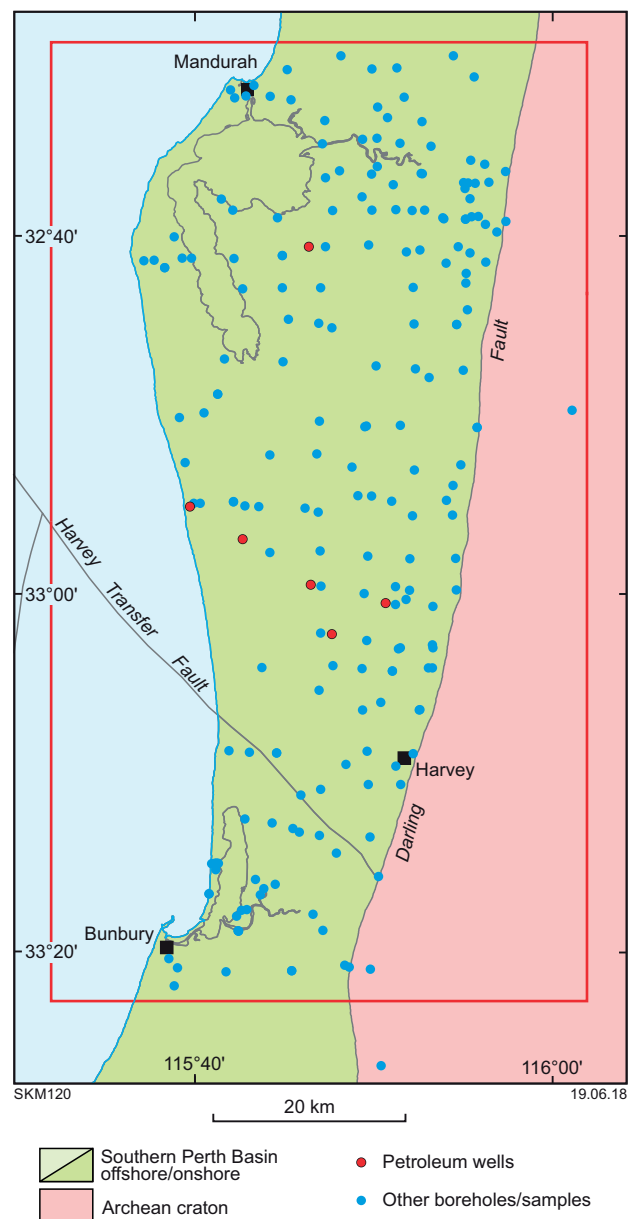 Mandurah
32°40'
Fault
Harvey
Transfer
Fault
33°00'
Harvey
Darling
Bunbury
33°20'
115°40'
116°00'
SKM120
19.06.18
20 km
Southern Perth Basin
offshore/onshore
Petroleum wells
Archean craton
Other boreholes/samples